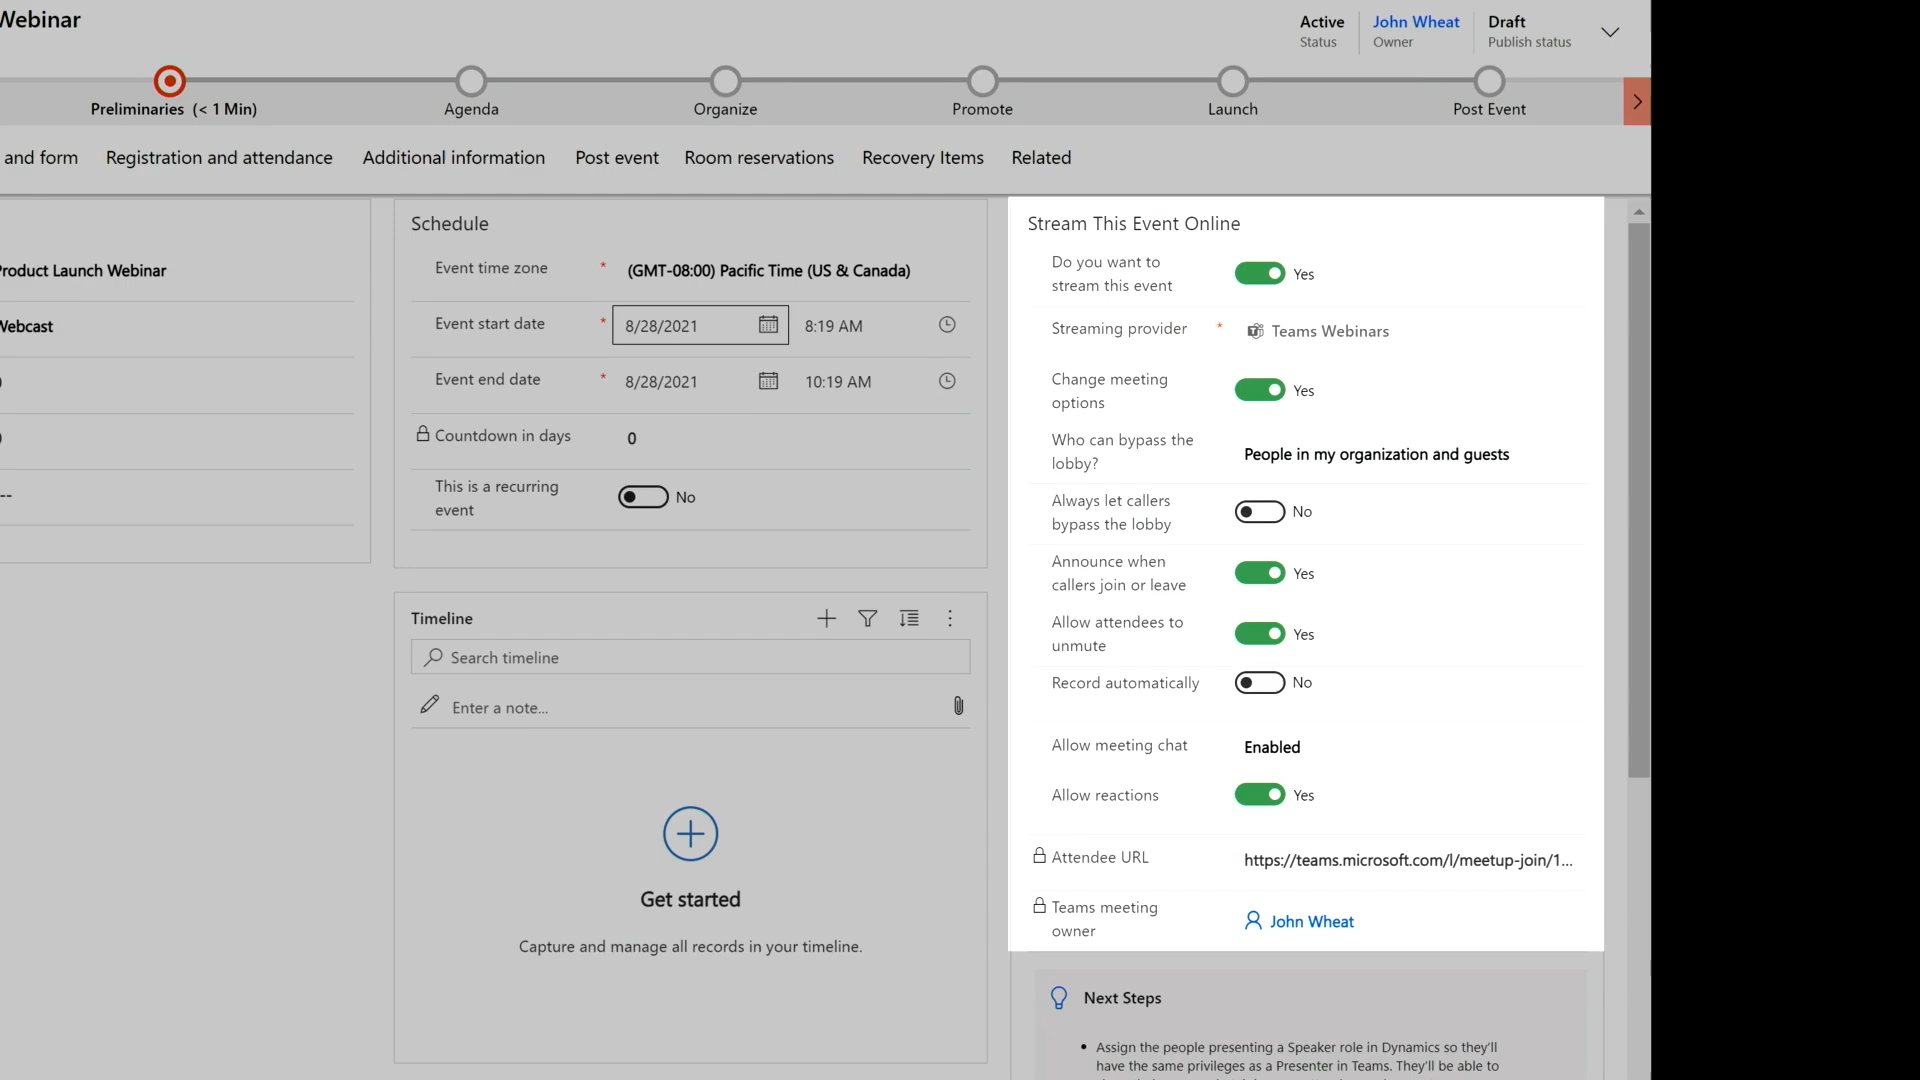 Webinar
Active
Status
John Wheat
Owner
Draft
Publish status
Preliminaries (< 1 Min)
Agenda
Organize
Promote
Launch
Post Event
and form
Registration and attendance
Additional information
Post event
Room reservations
Recovery Items
Related
Product Launch Webinar
Webcast
--
Schedule
Event time zone * (GMT-08:00) Pacific Time (US & Canada)
Event start date * 8/28/2021 8:19 AM
Event end date * 8/28/2021 10:19 AM
Countdown in days 0
This is a recurring
event
No
Timeline
Search timeline
Enter a note...
Get started
Capture and manage all records in your timeline.
Stream This Event Online
Do you want to
stream this event
Yes
Streaming provider * Teams Webinars
Change meeting
options
Yes
Who can bypass the
lobby?
People in my organization and guests
Always let callers
bypass the lobby
No
Announce when
callers join or leave
Yes
Allow attendees to
unmute
Yes
Record automatically No
Allow meeting chat Enabled
Allow reactions Yes
Attendee URL https://teams.microsoft.com/l/meetup-join/1...
Teams meeting
owner
John Wheat
Next Steps
• Assign the people presenting a Speaker role in Dynamics so they'll
have the same privileges as a Presenter in Teams. They'll be able to